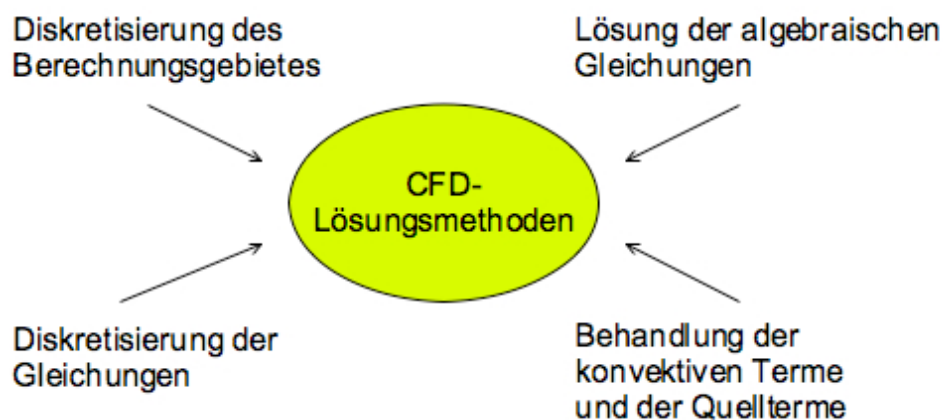 Diskretisierung des
Berechnungsgebietes
Lösung der algebraischen
Gleichungen
CFD-
Lösungsmethoden
Diskretisierung der
Gleichungen
Behandlung der
konvektiven Terme
und der Quellterme